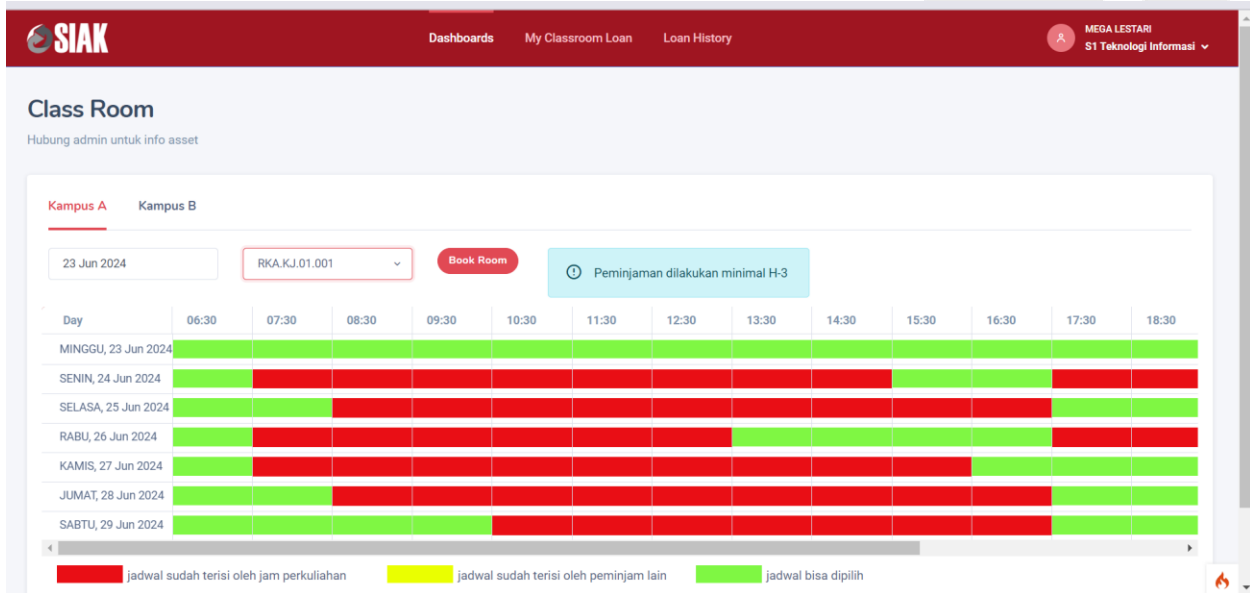 SIAK
Dashboards My Classroom Loan Loan History
MEGA LESTARI
S1 Teknologi Informasi
Class Room
Hubung admin untuk info asset
Kampus A Kampus B
23 Jun 2024 RKA.KJ.01.001 Book Room Peminjaman dilakukan minimal H-3
Day 06:30 07:30 08:30 09:30 10:30 11:30 12:30 13:30 14:30 15:30 16:30 17:30 18:30
MINGGU, 23 Jun 2024
SENIN, 24 Jun 2024
SELASA, 25 Jun 2024
RABU, 26 Jun 2024
KAMIS, 27 Jun 2024
JUMAT, 28 Jun 2024
SABTU, 29 Jun 2024
jadwal sudah terisi oleh jam perkuliahan jadwal sudah terisi oleh peminjam lain jadwal bisa dipilih